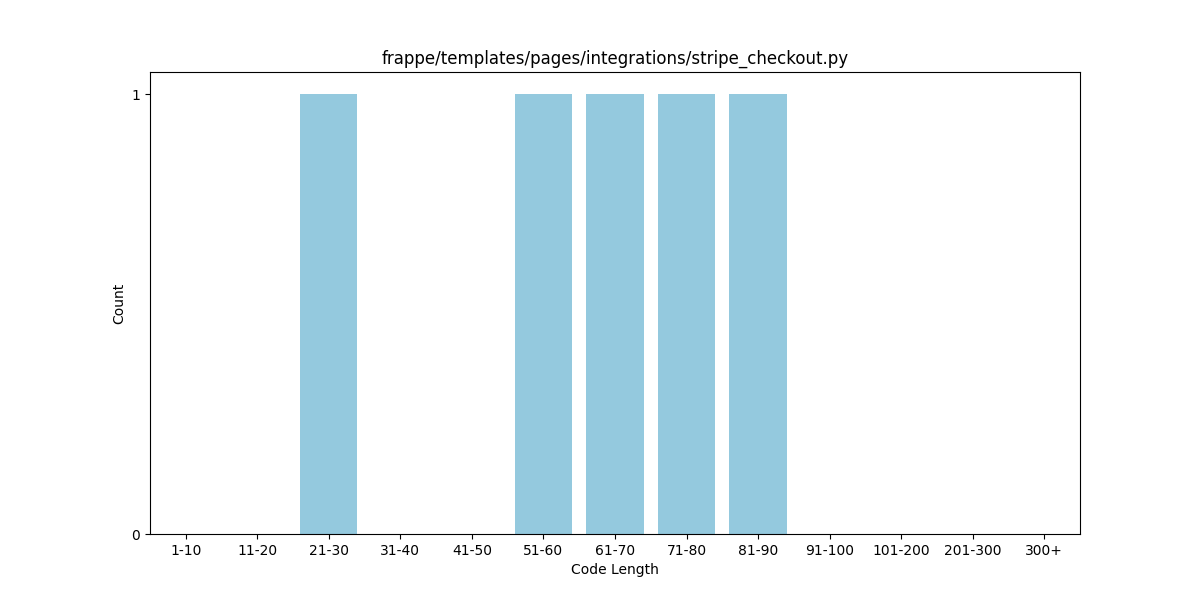 frappe/templates/pages/integrations/stripe_checkout.py
1
Count
0
1-10 11-20 21-30 31-40 41-50 51-60 61-70 71-80 81-90 91-100 101-200 201-300 300+
Code Length